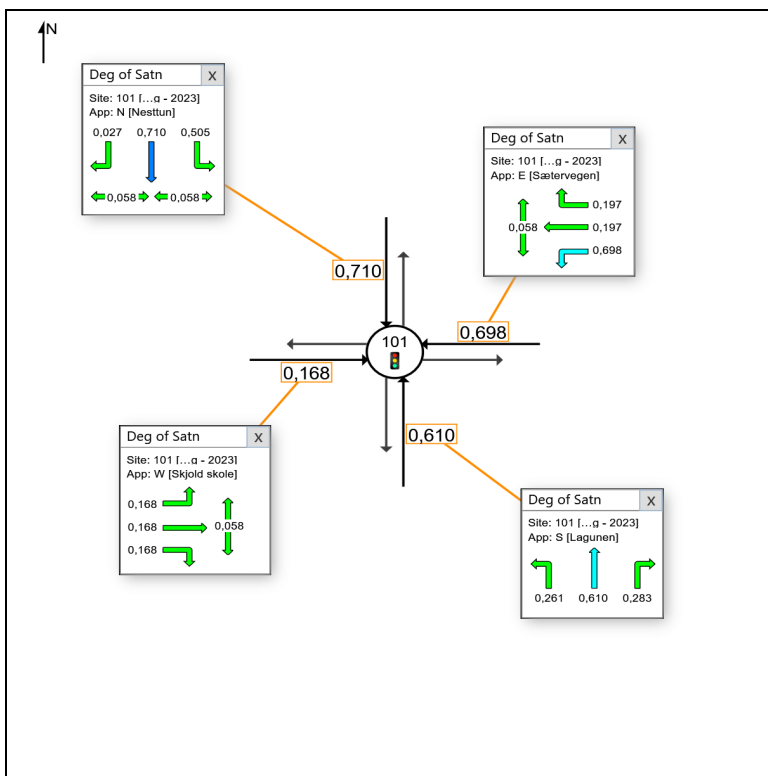 N
Deg of Satn X
Site: 101 [...g - 2023]
App: N [Nesttun]
0,027 0,710 0,505
0,058 0,058
Deg of Satn X
Site: 101 [...g - 2023]
App: E [Sætervegen]
0,197
0,058 0,197
0,698
0,710
101
0,698
0,168
0,610
Deg of Satn X
Site: 101 [...g - 2023]
App: W [Skjold skole]
0,168
0,168 0,058
0,168
Deg of Satn X
Site: 101 [...g - 2023]
App: S [Lagunen]
0,261 0,610 0,283